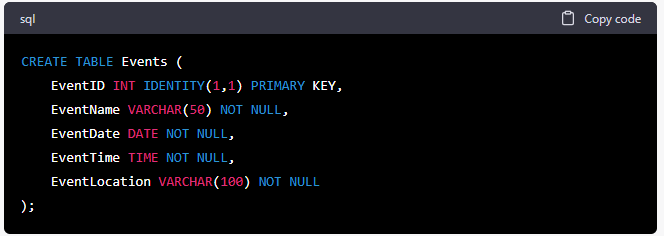 sql Copy code
CREATE TABLE Events (
    EventID INT IDENTITY(1,1) PRIMARY KEY,
    EventName VARCHAR(50) NOT NULL,
    EventDate DATE NOT NULL,
    EventTime TIME NOT NULL,
    EventLocation VARCHAR(100) NOT NULL
);